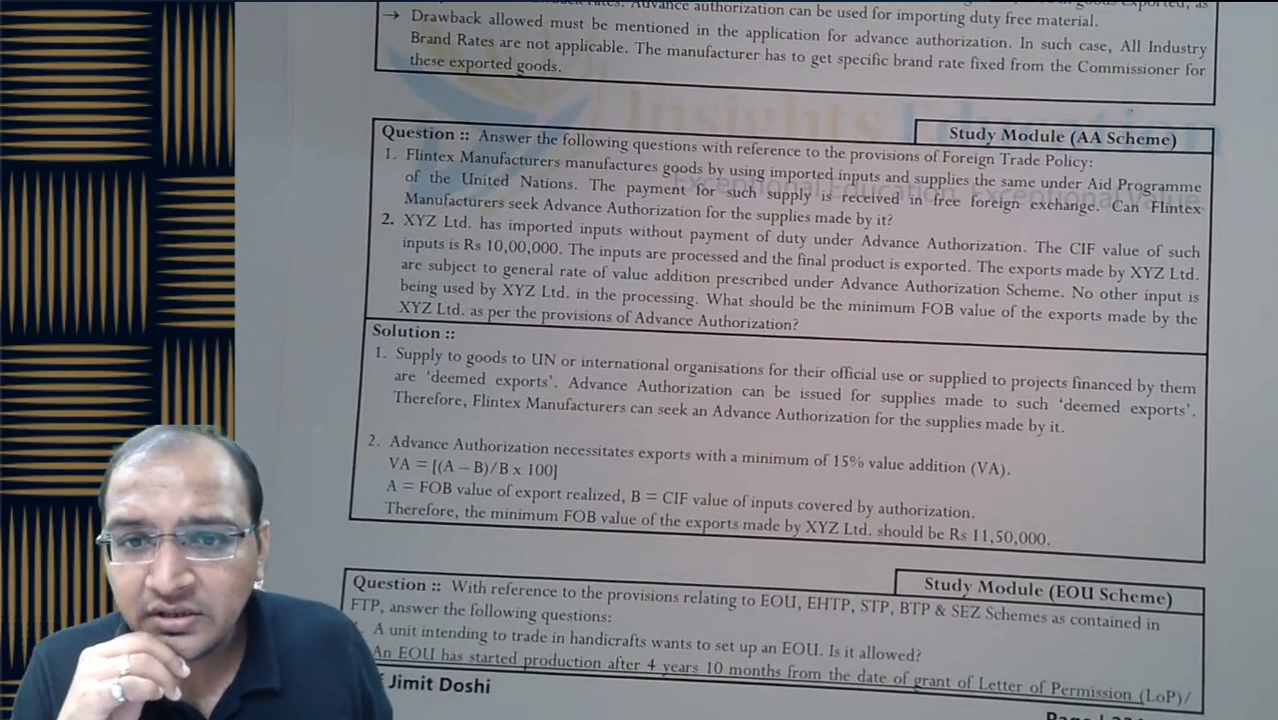 Advance authorization can be used for importing duty free material.
→ Drawback allowed must be mentioned in the application for advance authorization. In such case, All Industry
Brand Rates are not applicable. The manufacturer has to get specific brand rate fixed from the Commissioner for
these exported goods.
Insights Education
Exceptional Education, Exceptional Value
Study Module (AA Scheme)
Question :: Answer the following questions with reference to the provisions of Foreign Trade Policy:
1. Flintex Manufacturers manufactures goods by using imported inputs and supplies the same under Aid Programme
of the United Nations. The payment for such supply is received in free foreign exchange. Can Flintex
Manufacturers seek Advance Authorization for the supplies made by it?
2. XYZ Ltd. has imported inputs without payment of duty under Advance Authorization. The CIF value of such
inputs is Rs 10,00,000. The inputs are processed and the final product is exported. The exports made by XYZ Ltd.
are subject to general rate of value addition prescribed under Advance Authorization Scheme. No other input is
being used by XYZ Ltd. in the processing. What should be the minimum FOB value of the exports made by the
XYZ Ltd. as per the provisions of Advance Authorization?
Solution ::
1. Supply to goods to UN or international organisations for their official use or supplied to projects financed by them
are ‘deemed exports’. Advance Authorization can be issued for supplies made to such ‘deemed exports’.
Therefore, Flintex Manufacturers can seek an Advance Authorization for the supplies made by it.
2. Advance Authorization necessitates exports with a minimum of 15% value addition (VA).
VA = [(A – B)/B x 100]
A = FOB value of export realized, B = CIF value of inputs covered by authorization.
Therefore, the minimum FOB value of the exports made by XYZ Ltd. should be Rs 11,50,000.
Study Module (EOU Scheme)
Question :: With reference to the provisions relating to EOU, EHTP, STP, BTP & SEZ Schemes as contained in
FTP, answer the following questions:
A unit intending to trade in handicrafts wants to set up an EOU. Is it allowed?
An EOU has started production after 4 years 10 months from the date of grant of Letter of Permission (LoP)/
Jimit Doshi
Page |